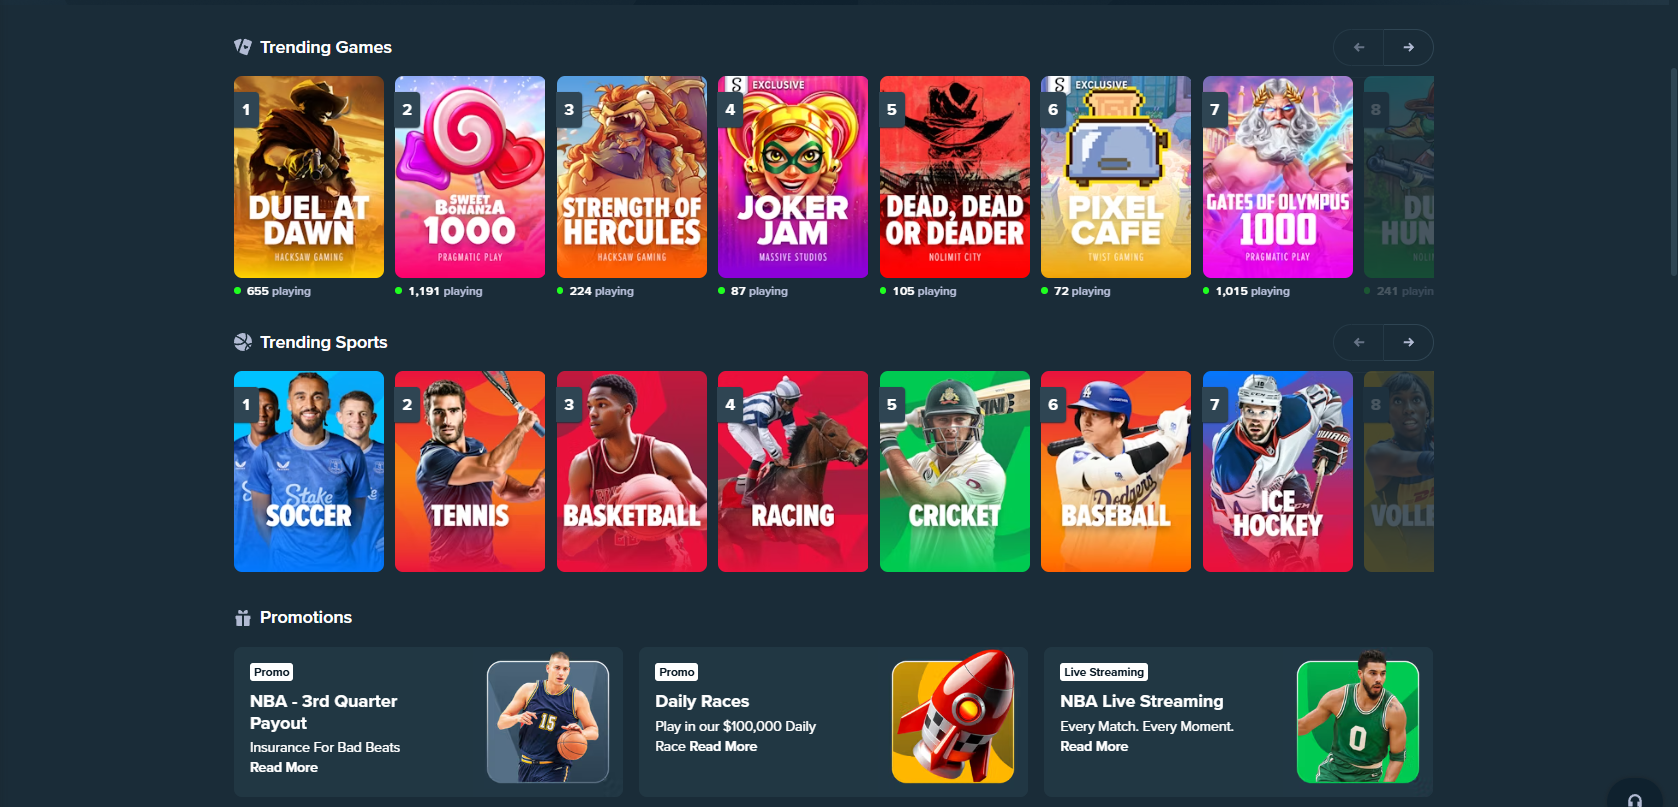 Trending Games
1
DUEL AT
DAWN
HACKSAW GAMING
655 playing
2
SWEET
BONANZA
1000
PRAGMATIC PLAY
1,191 playing
3
STRENGTH OF
HERCULES
HACKSAW GAMING
224 playing
4
EXCLUSIVE
JOKER
JAM
MASSIVE STUDIOS
87 playing
5
DEAD, DEAD
OR DEADER
NOLIMIT CITY
105 playing
6
EXCLUSIVE
PIXEL
CAFE
TWIST GAMING
72 playing
7
GATES OF OLYMPUS
1000
PRAGMATIC PLAY
1,015 playing
8
DU
HUN
NOLI
241 playin
Trending Sports
1
Stake
SOCCER
2
TENNIS
3
BASKETBALL
4
RACING
5
CRICKET
6
Dodgers
BASEBALL
7
ICE
HOCKEY
8
VOLLE
Promotions
Promo
NBA - 3rd Quarter
Payout
Insurance For Bad Beats
Read More
15
Promo
Daily Races
Play in our $100,000 Daily
Race Read More
Live Streaming
NBA Live Streaming
Every Match. Every Moment.
Read More
0